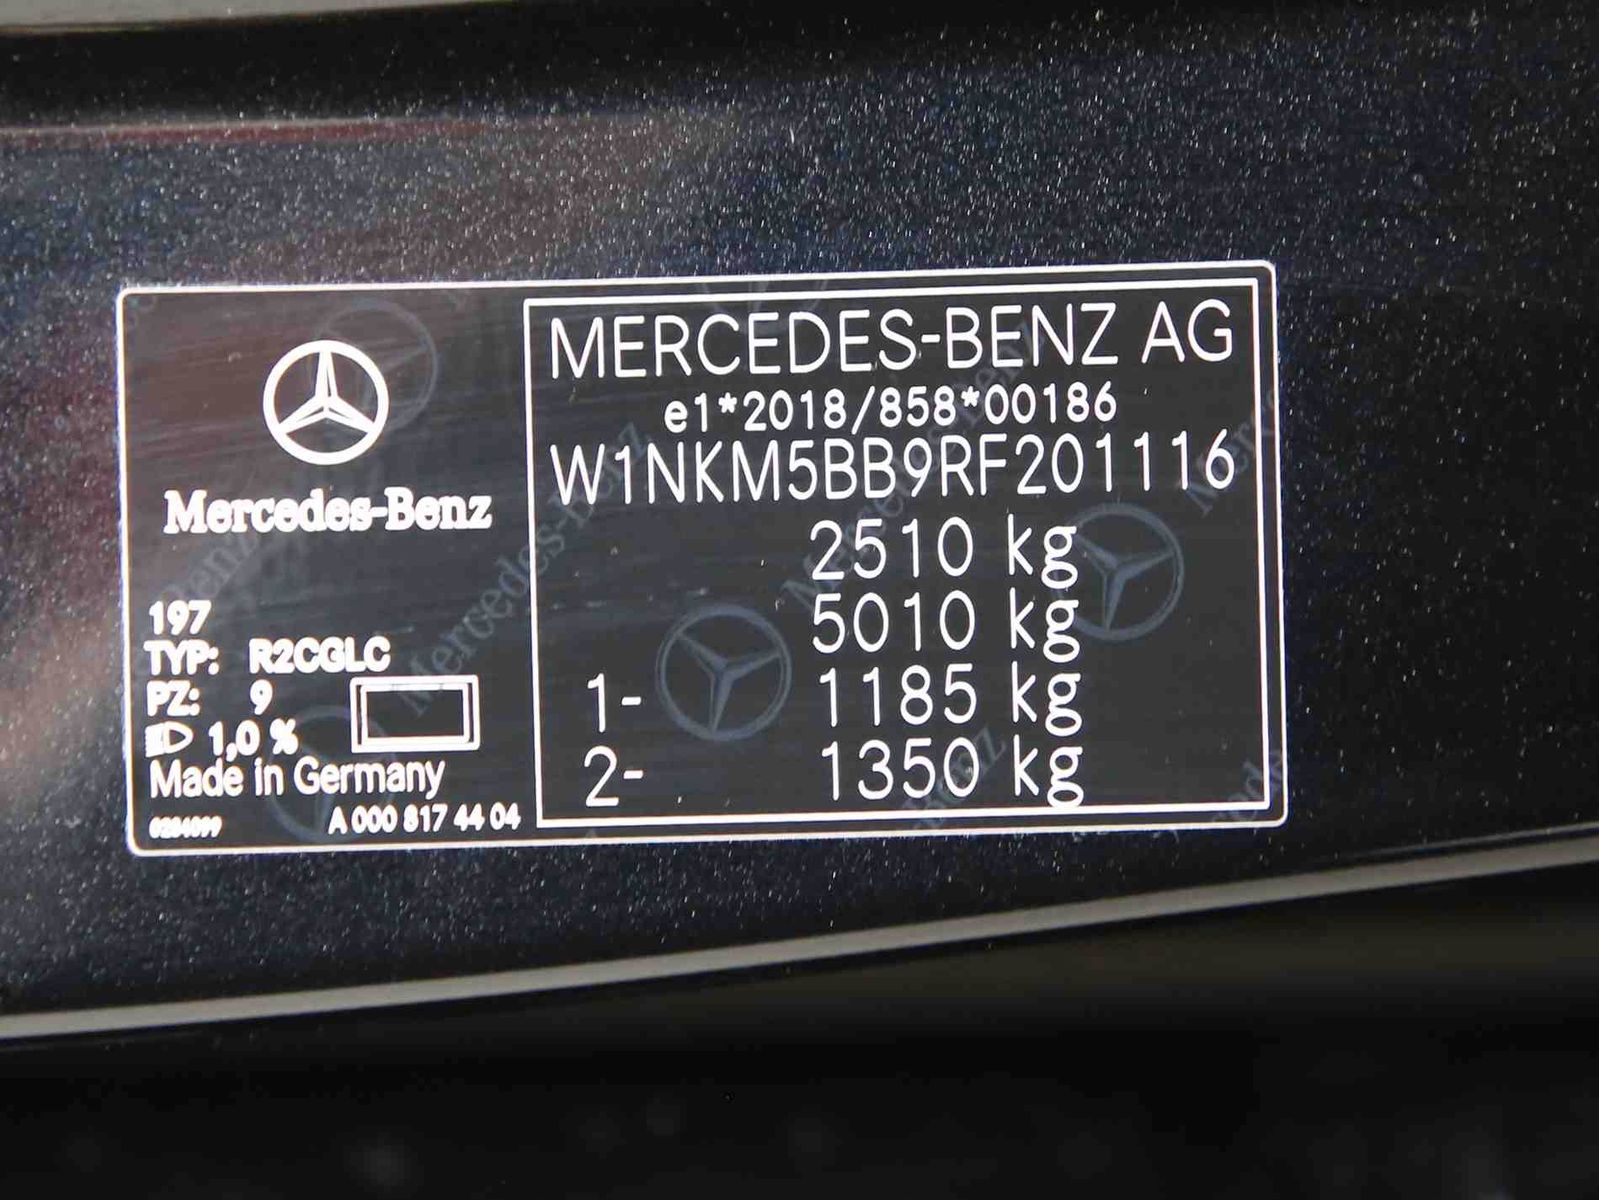 Mercedes-Benz
197
TYP: R2CGLC
PZ: 9
1,0 %
Made in Germany
A 000 817 44 04
MERCEDES-BENZ AG
e1*2018/858*00186
W1NKM5BB9RF201116
2510 kg
5010 kg
1- 1185 kg
2- 1350 kg